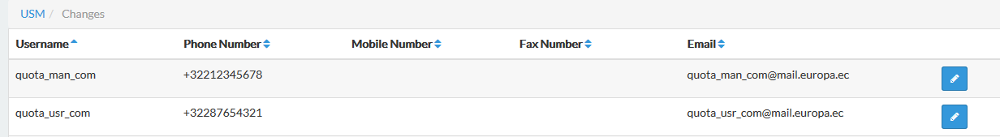 USM / Changes
Username Phone Number Mobile Number Fax Number Email
quota_man_com +32212345678 quota_man_com@mail.europa.ec
quota_usr_com +32287654321 quota_usr_com@mail.europa.ec